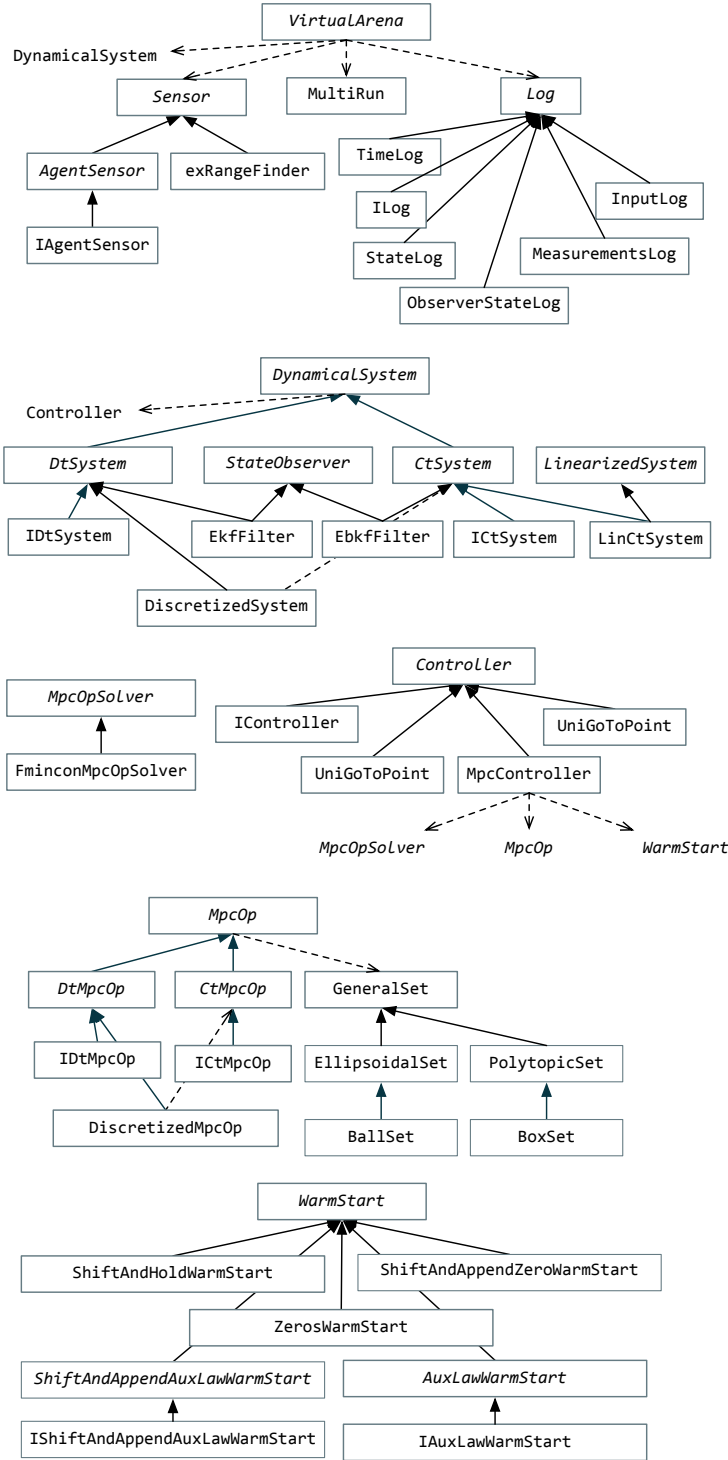 VirtualArena
DynamicalSystem
Sensor
MultiRun
Log
TimeLog
AgentSensor
exRangeFinder
InputLog
ILog
IAgentSensor
StateLog
MeasurementsLog
ObserverStateLog
DynamicalSystem
Controller
DtSystem
StateObserver
CtSystem
LinearizedSystem
IDtSystem
EkfFilter
EbkfFilter
ICtSystem
LinCtSystem
DiscretizedSystem
Controller
MpcOpSolver
IController
UniGoToPoint
FminconMpcOpSolver
UniGoToPoint
MpcController
MpcOpSolver
MpcOp
WarmStart
MpcOp
DtMpcOp
CtMpcOp
GeneralSet
IDtMpcOp
ICtMpcOp
EllipsoidalSet
PolytopicSet
DiscretizedMpcOp
BallSet
BoxSet
WarmStart
ShiftAndHoldWarmStart
ShiftAndAppendZeroWarmStart
ZerosWarmStart
ShiftAndAppendAuxLawWarmStart
AuxLawWarmStart
IShiftAndAppendAuxLawWarmStart
IAuxLawWarmStart